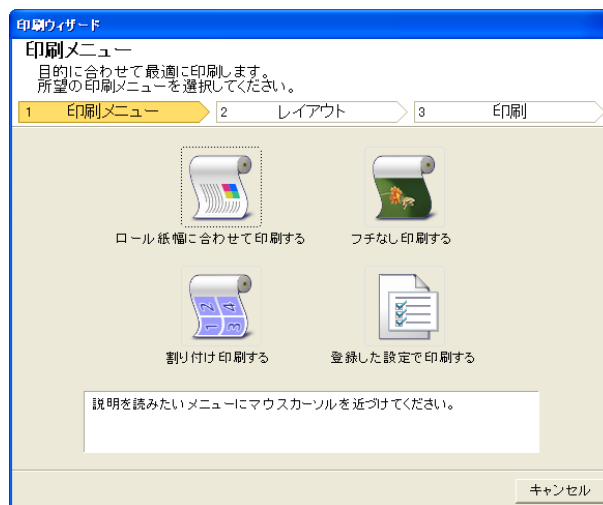 印刷ウィザード
印刷メニュー
目的に合わせて最適に印刷します。
所望の印刷メニューを選択してください。
1 印刷メニュー 2 レイアウト 3 印刷
ロール紙幅に合わせて印刷する フチなし印刷する
1 2 3 4
割り付け印刷する 登録した設定で印刷する
説明を読みたいメニューにマウスカーソルを近づけてください。
キャンセル